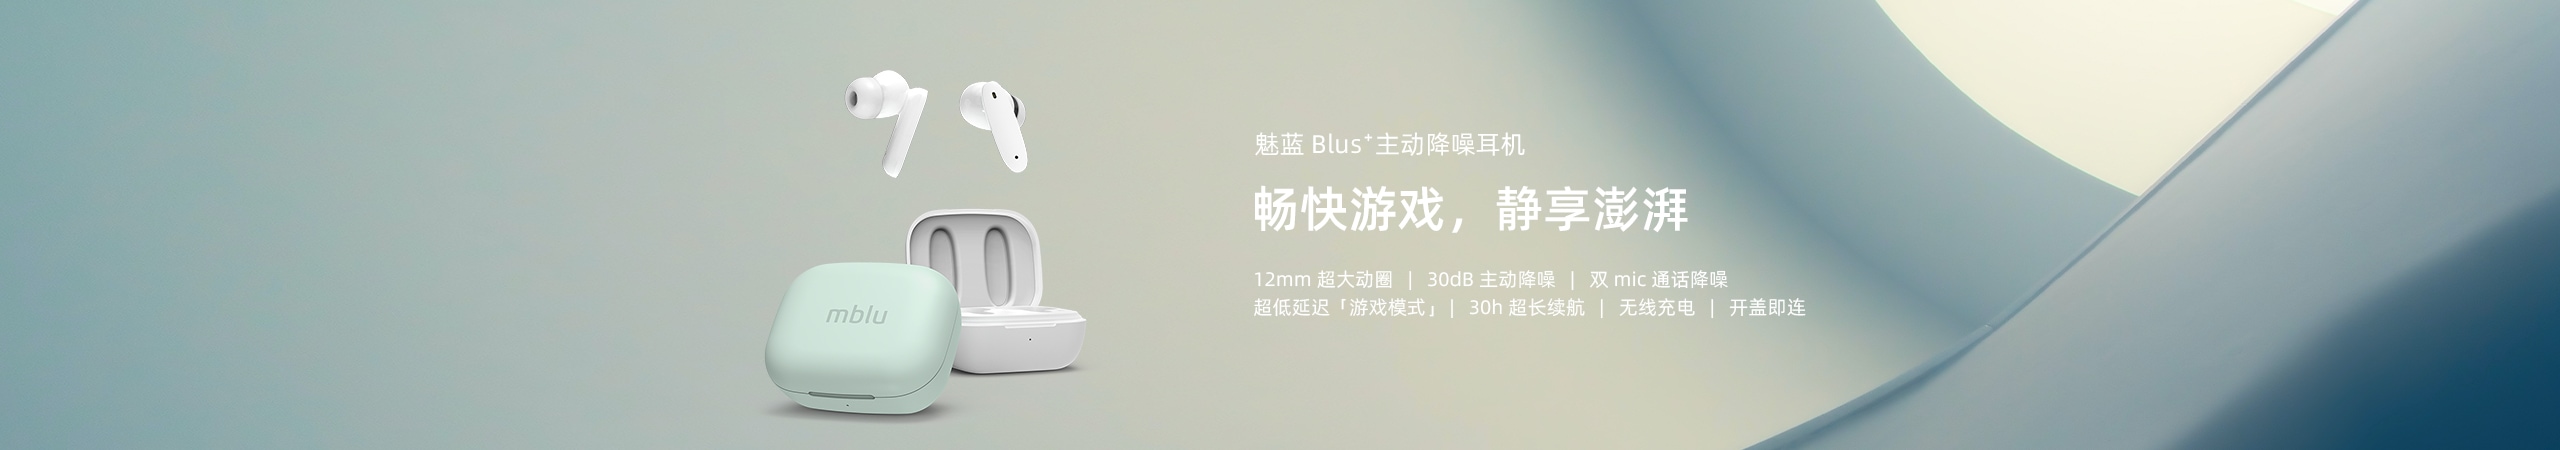 mblu
魅蓝 Blus⁺主动降噪耳机
畅快游戏，静享澎湃
12mm 超大动圈 | 30dB 主动降噪 | 双 mic 通话降噪
超低延迟「游戏模式」| 30h 超长续航 | 无线充电 | 开盖即连